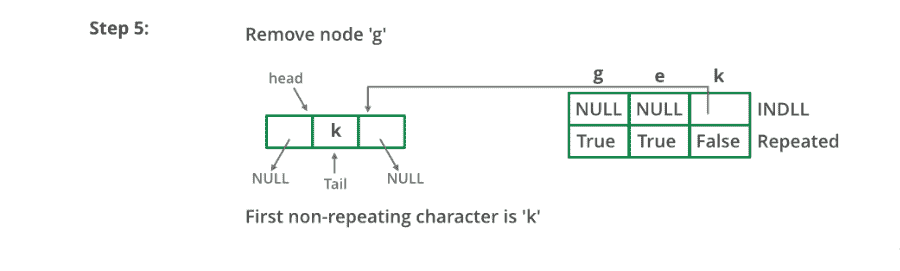 Step 5:
Remove node 'g'
head
g e k
NULL NULL INDLL
True True False Repeated
k
NULL Tail NULL
First non-repeating character is 'k'